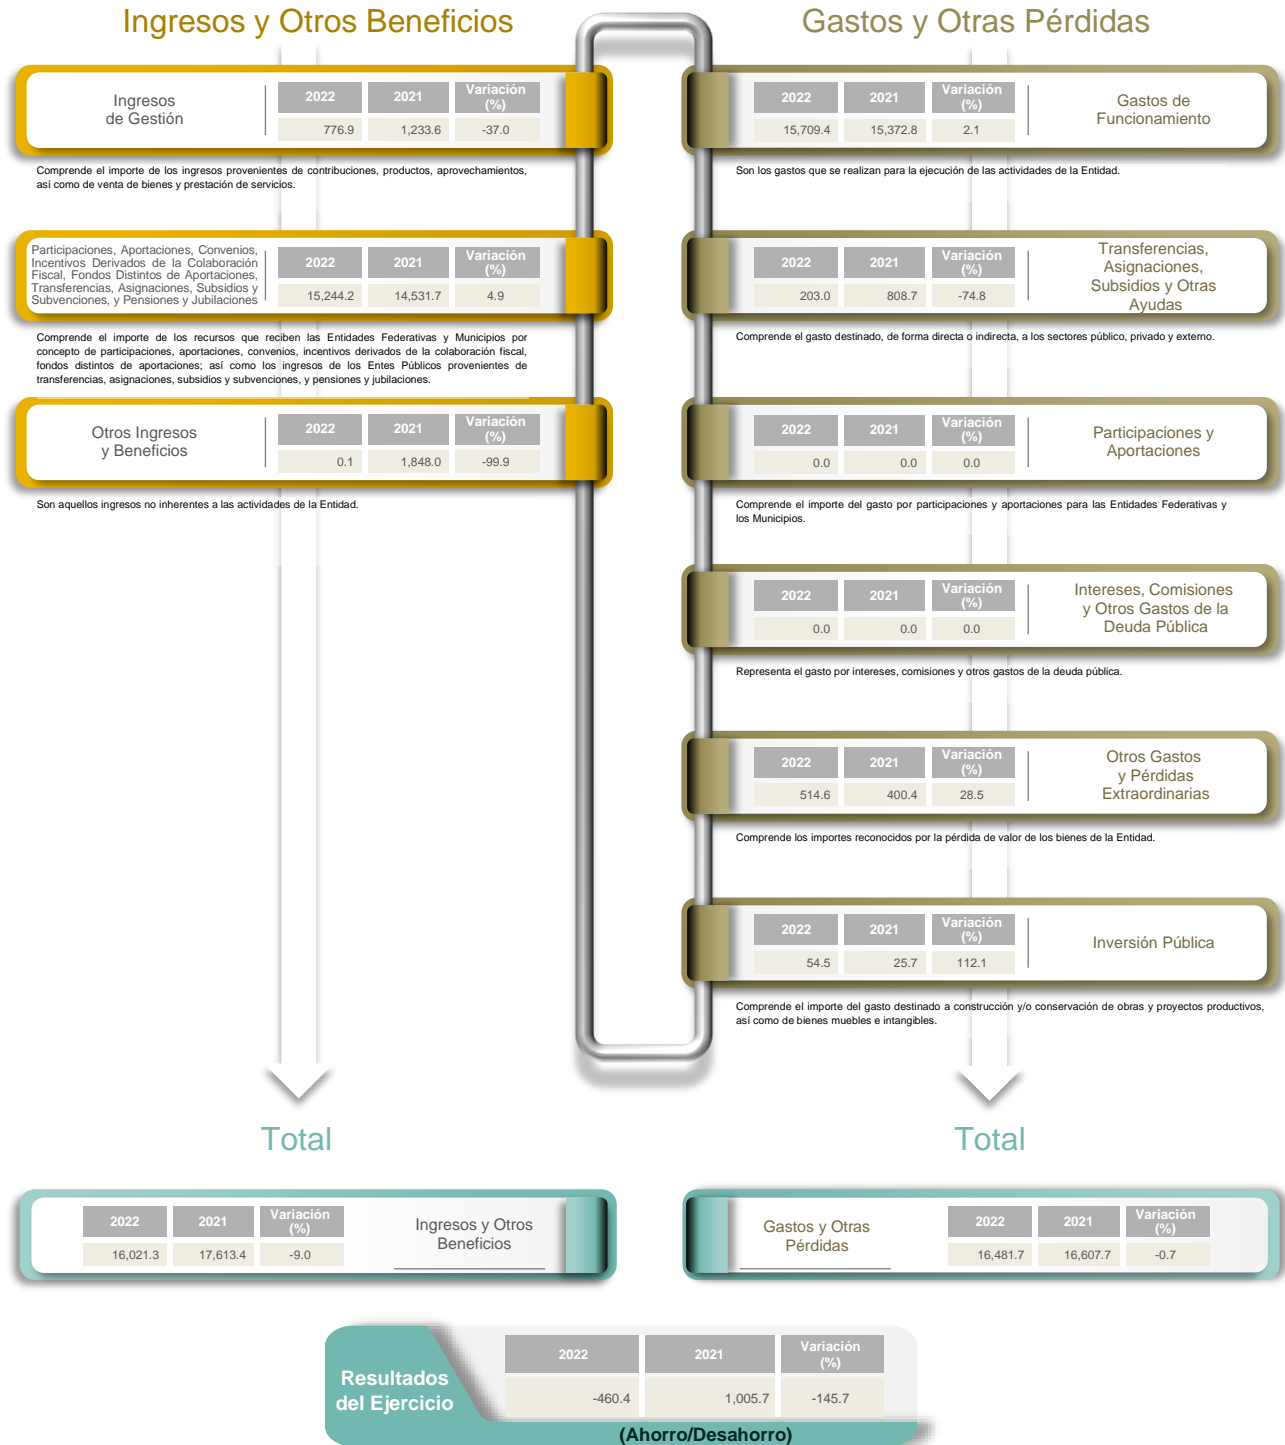 Ingresos y Otros Beneficios
Ingresos
de Gestión
2022 2021 Variación (%)
776.9 1,233.6 -37.0
Comprende el importe de los ingresos provenientes de contribuciones, productos, aprovechamientos,
así como de venta de bienes y prestación de servicios.
Participaciones, Aportaciones, Convenios,
Incentivos Derivados de la Colaboración
Fiscal, Fondos Distintos de Aportaciones,
Transferencias, Asignaciones, Subsidios y
Subvenciones, y Pensiones y Jubilaciones
2022 2021 Variación (%)
15,244.2 14,531.7 4.9
Comprende el importe de los recursos que reciben las Entidades Federativas y Municipios por
concepto de participaciones, aportaciones, convenios, incentivos derivados de la colaboración fiscal,
fondos distintos de aportaciones; así como los ingresos de los Entes Públicos provenientes de
transferencias, asignaciones, subsidios y subvenciones, y pensiones y jubilaciones.
Otros Ingresos
y Beneficios
2022 2021 Variación (%)
0.1 1,848.0 -99.9
Son aquellos ingresos no inherentes a las actividades de la Entidad.
Gastos y Otras Pérdidas
2022 2021 Variación (%)
15,709.4 15,372.8 2.1
Gastos de
Funcionamiento
Son los gastos que se realizan para la ejecución de las actividades de la Entidad.
2022 2021 Variación (%)
203.0 808.7 -74.8
Transferencias,
Asignaciones,
Subsidios y Otras
Ayudas
Comprende el gasto destinado, de forma directa o indirecta, a los sectores público, privado y externo.
2022 2021 Variación (%)
0.0 0.0 0.0
Participaciones y
Aportaciones
Comprende el importe del gasto por participaciones y aportaciones para las Entidades Federativas y
los Municipios.
2022 2021 Variación (%)
0.0 0.0 0.0
Intereses, Comisiones
y Otros Gastos de la
Deuda Pública
Representa el gasto por intereses, comisiones y otros gastos de la deuda pública.
2022 2021 Variación (%)
514.6 400.4 28.5
Otros Gastos
y Pérdidas
Extraordinarias
Comprende los importes reconocidos por la pérdida de valor de los bienes de la Entidad.
2022 2021 Variación (%)
54.5 25.7 112.1
Inversión Pública
Comprende el importe del gasto destinado a construcción y/o conservación de obras y proyectos productivos,
así como de bienes muebles e intangibles.
Total
2022 2021 Variación (%)
16,021.3 17,613.4 -9.0
Ingresos y Otros
Beneficios
Total
Gastos y Otras
Pérdidas
2022 2021 Variación (%)
16,481.7 16,607.7 -0.7
Resultados
del Ejercicio
2022 2021 Variación (%)
-460.4 1,005.7 -145.7
(Ahorro/Desahorro)